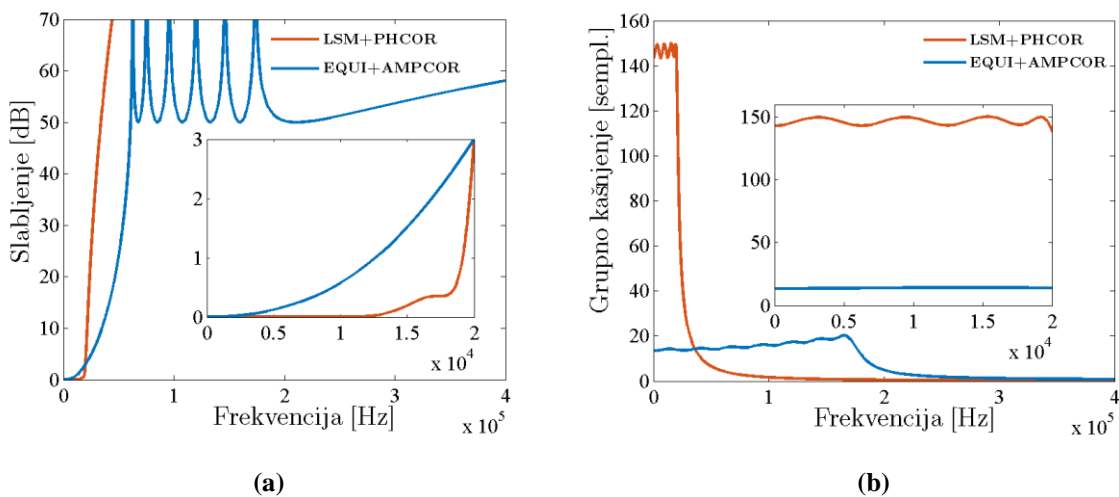 70
60
50
40
30
20
10
0
Slabljenje [dB]
LSM+PHCOR
EQUI+AMPCOR
3
2
1
0
0 0.5 1 1.5 2
x 10^4
0 1 2 3 4
Frekvencija [Hz]
x 10^5
(a)
160
140
120
100
80
60
40
20
0
Grupno kašnjenje [sempl.]
LSM+PHCOR
EQUI+AMPCOR
150
100
50
0
0 0.5 1 1.5 2
x 10^4
0 1 2 3 4
Frekvencija [Hz]
x 10^5
(b)